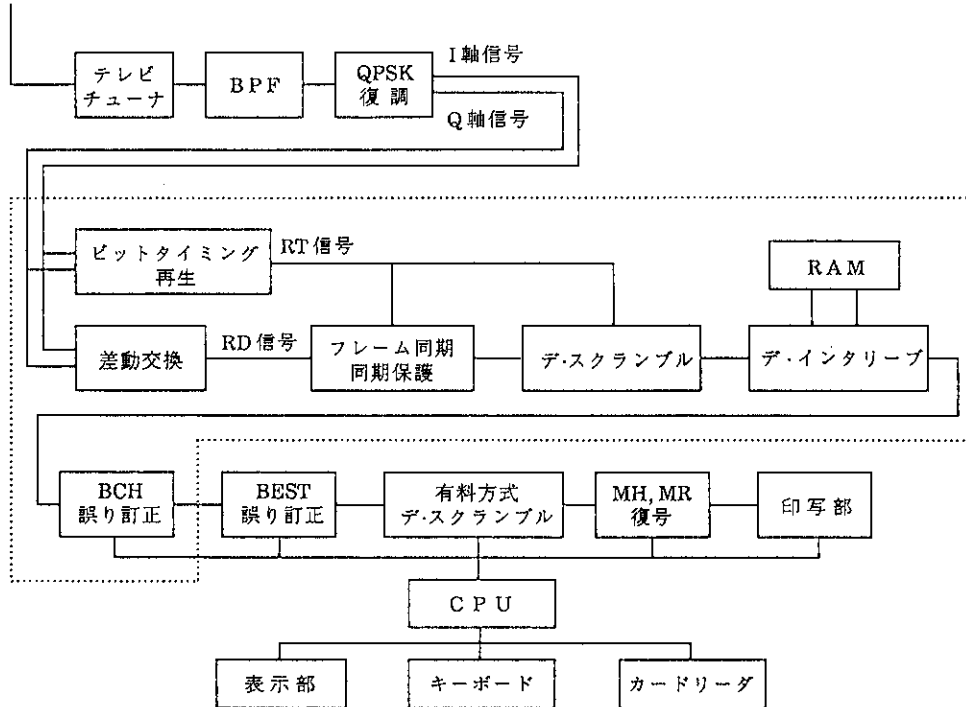 テレビ
チューナ
BPF
QPSK
復調
I軸信号
Q軸信号
ビットタイミング
再生
RT信号
RAM
差動交換
RD信号
フレーム同期
同期保護
デ・スクランブル
デ・インタリーブ
BCH
誤り訂正
BEST
誤り訂正
有料方式
デ・スクランブル
MH, MR
復号
印写部
CPU
表示部
キーボード
カードリーダ